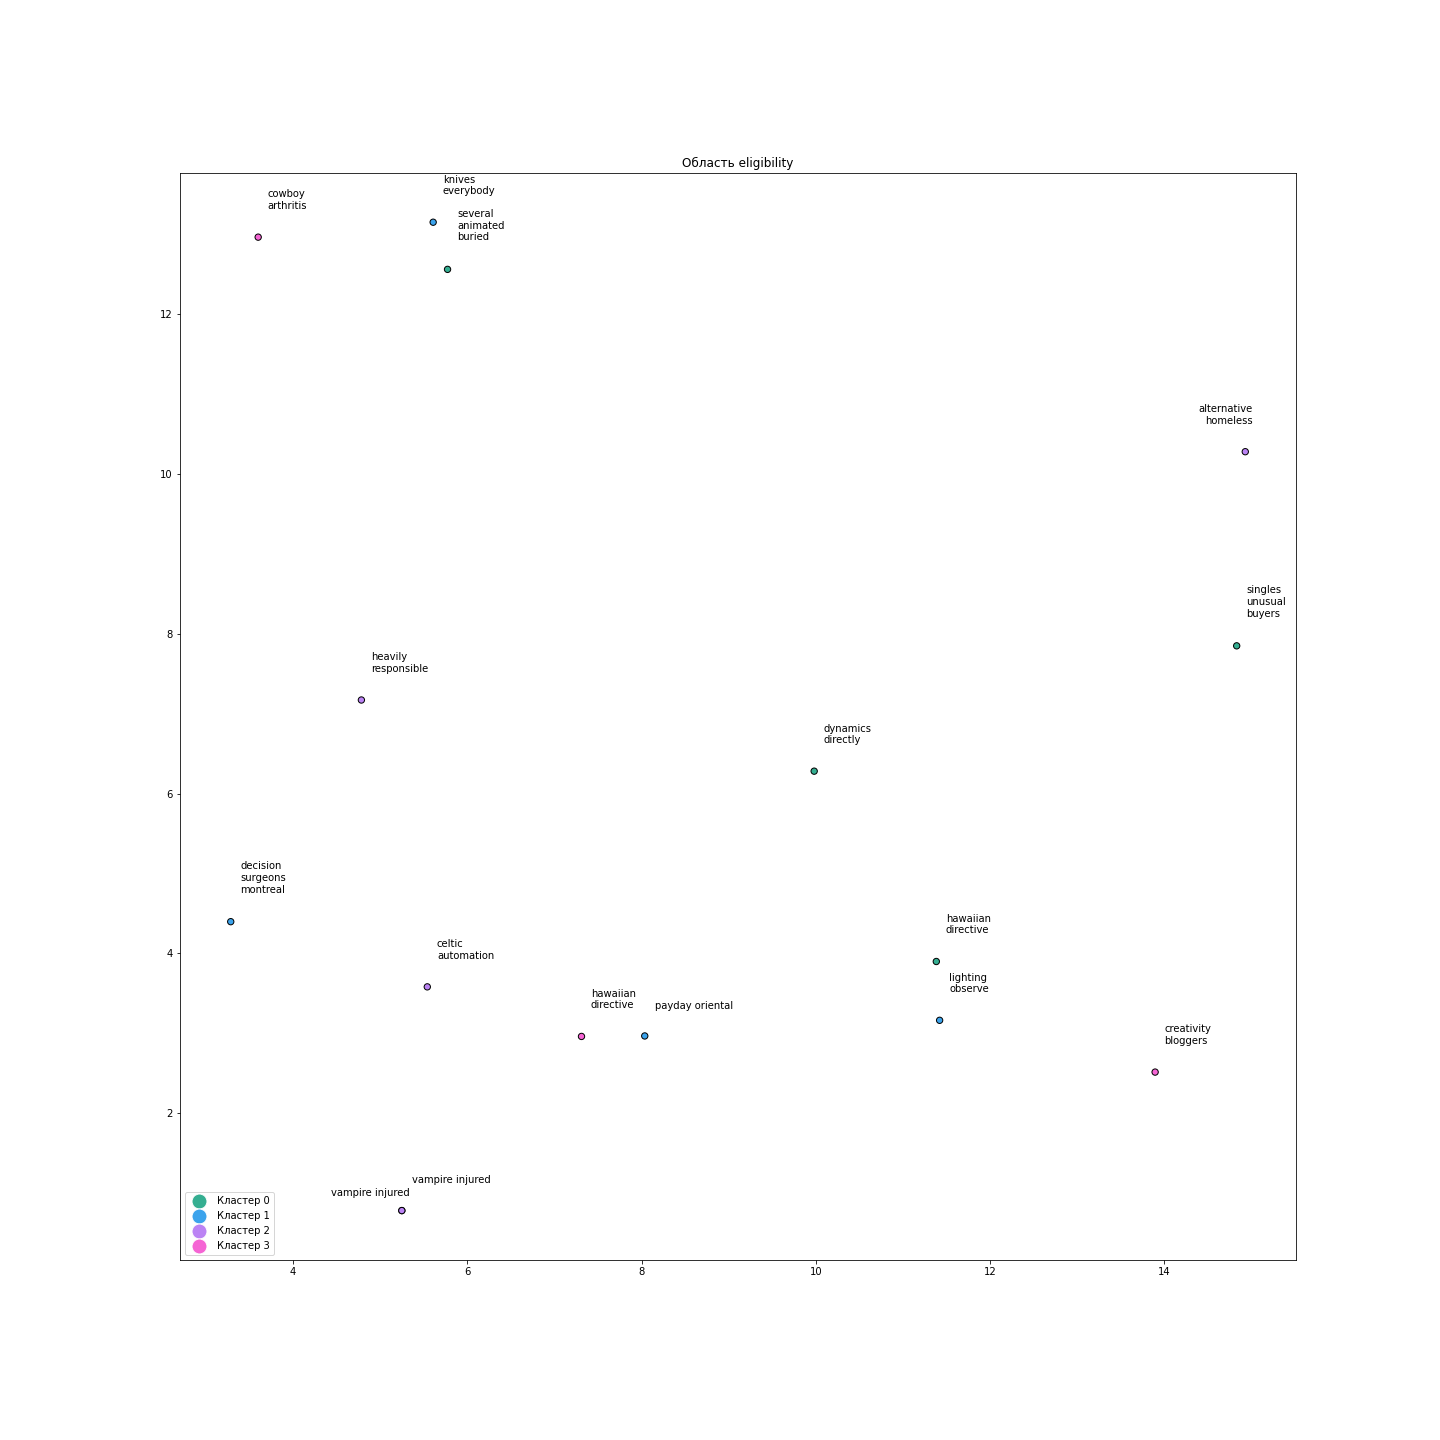 Область eligibility
knives
everybody
cowboy
arthritis
several
animated
buried
12
alternative
homeless
10
singles
unusual
buyers
8
heavily
responsible
dynamics
directly
6
decision
surgeons
montreal
hawaiian
directive
celtic
automation
4
lighting
observe
hawaiian
directive
payday oriental
creativity
bloggers
2
vampire injured
vampire injured
Кластер 0
Кластер 1
Кластер 2
Кластер 3
4
6
8
10
12
14